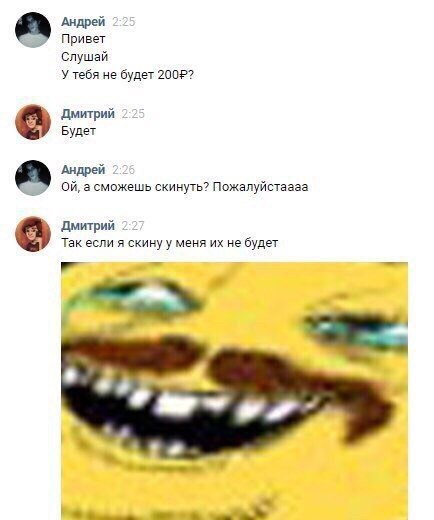 Андрей 2:25
Привет
Слушай
У тебя не будет 200₽?
Дмитрий 2:25
Будет
Андрей 2:26
Ой, а сможешь скинуть? Пожалуйстаааа
Дмитрий 2:27
Так если я скину у меня их не будет